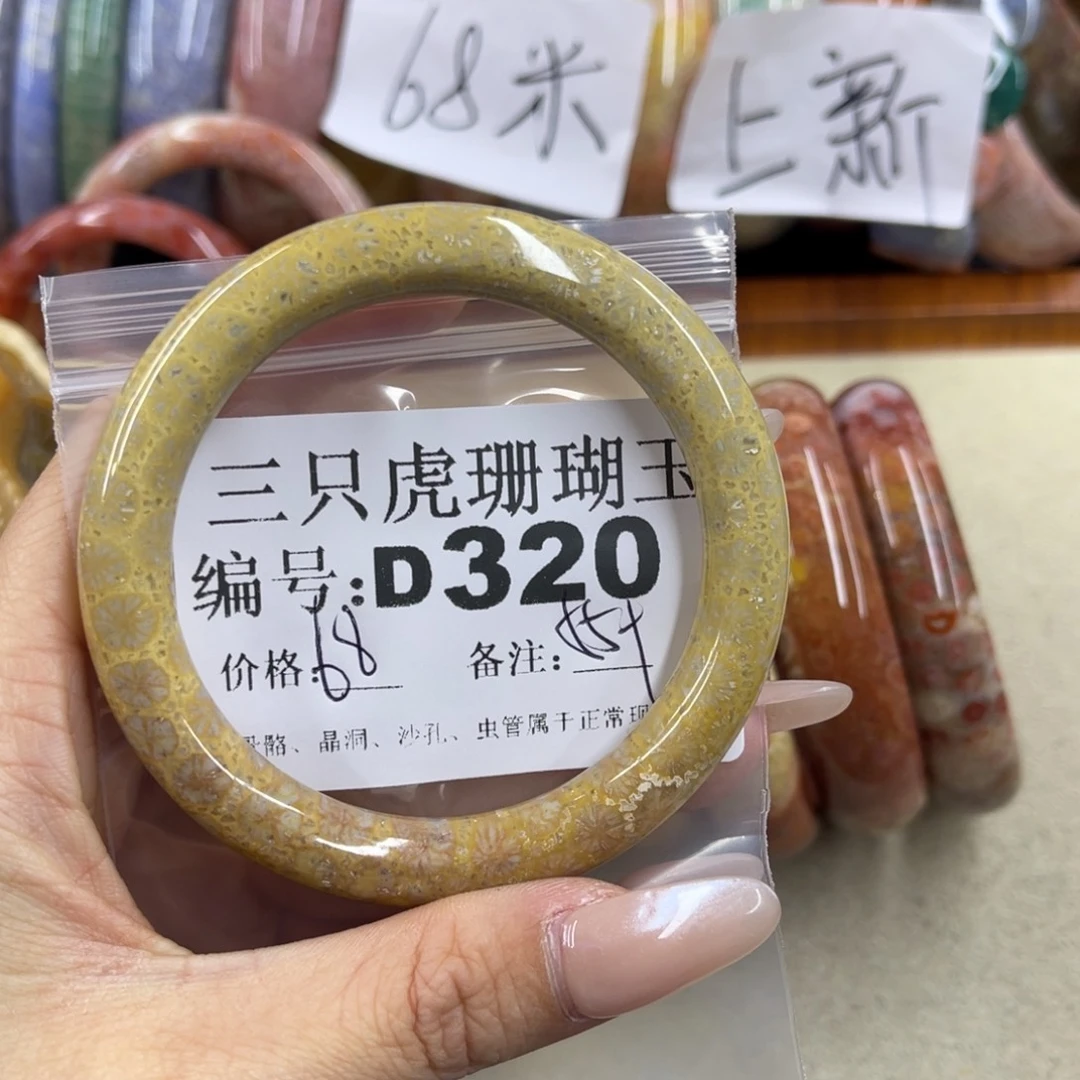 68米
上新
三只虎珊瑚玉
编号:D320
价格:68 备注:
骼、晶洞、沙孔、虫管属于正常现